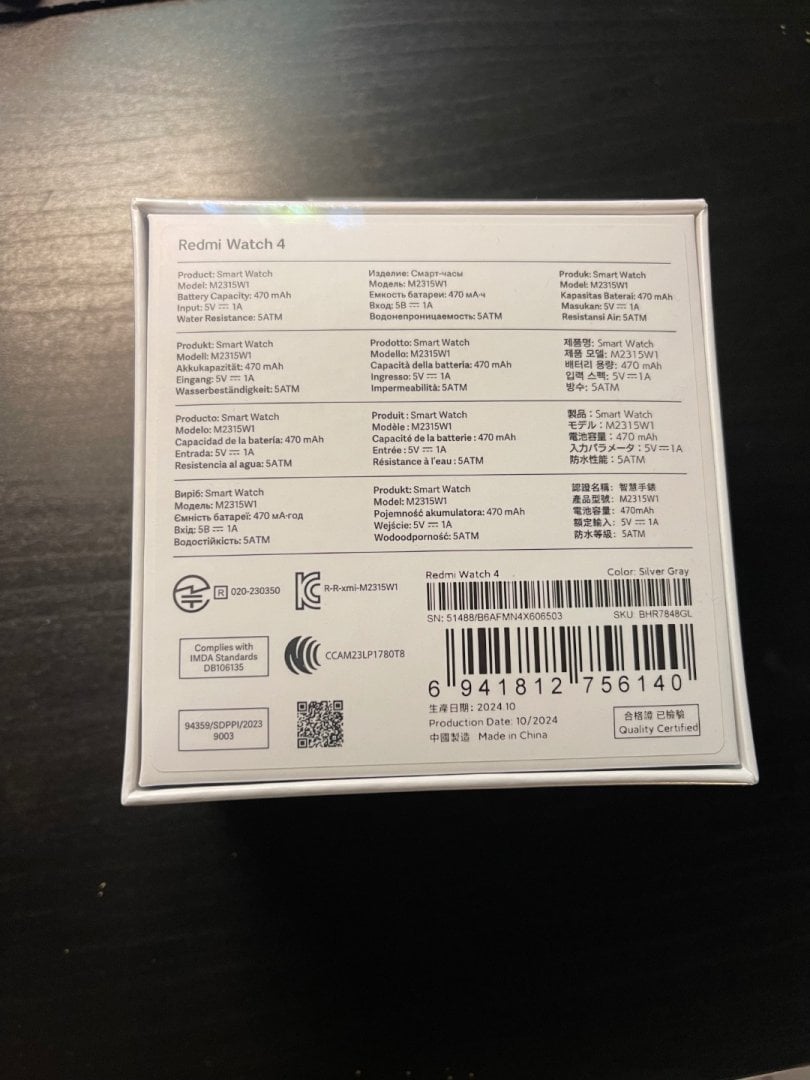 Redmi Watch 4
Product: Smart Watch
Model: M2315W1
Battery Capacity: 470 mAh
Input: 5V ⎓ 1A
Water Resistance: 5ATM
Изделие: Смарт-часы
Модель: M2315W1
Емкость батареи: 470 мА·ч
Вход: 5В ⎓ 1A
Водонепроницаемость: 5ATM
Produk: Smart Watch
Model: M2315W1
Kapasitas Baterai: 470 mAh
Masukan: 5V ⎓ 1A
Resistansi Air: 5ATM
Produkt: Smart Watch
Modell: M2315W1
Akkukapazität: 470 mAh
Eingang: 5V ⎓ 1A
Wasserbeständigkeit: 5ATM
Prodotto: Smart Watch
Modello: M2315W1
Capacità della batteria: 470 mAh
Ingresso: 5V ⎓ 1A
Impermeabilità: 5ATM
제품명: Smart Watch
제품 모델: M2315W1
배터리 용량: 470 mAh
입력 스펙: 5V⎓1A
방수: 5ATM
Producto: Smart Watch
Modelo: M2315W1
Capacidad de la batería: 470 mAh
Entrada: 5V ⎓ 1A
Resistencia al agua: 5ATM
Produit : Smart Watch
Modèle : M2315W1
Capacité de la batterie : 470 mAh
Entrée : 5V ⎓ 1A
Résistance à l'eau : 5ATM
製品：Smart Watch
モデル：M2315W1
電池容量：470 mAh
入力パラメータ：5V⎓1A
防水性能：5ATM
Виріб: Smart Watch
Модель: M2315W1
Ємність батареї: 470 мА·год
Вхід: 5В ⎓ 1A
Водостійкість: 5ATM
Produkt: Smart Watch
Model: M2315W1
Pojemność akumulatora: 470 mAh
Wejście: 5V ⎓ 1A
Wodoodporność: 5ATM
認證名稱：智慧手錶
產品型號：M2315W1
電池容量：470mAh
額定輸入：5V ⎓ 1A
防水等級：5ATM
R 020-230350
R-R-xmi-M2315W1
Complies with
IMDA Standards
DB106135
CCAM23LP1780T8
94359/SDPPI/2023
9003
Redmi Watch 4 Color: Silver Gray
SN: 51488/B6AFMN4X606503 SKU: BHR7848GL
6 941812 756140
生產日期：2024.10
Production Date: 10/2024
中國製造 Made in China
合格證 已檢驗
Quality Certified